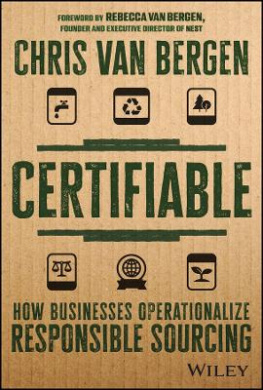 FOREWORD BY REBECCA VAN BERGEN,
FOUNDER AND EXECUTIVE DIRECTOR OF NEST
CHRIS VAN BERGEN
CERTIFIABLE
HOW BUSINESSES OPERATIONALIZE
RESPONSIBLE SOURCING
WILEY